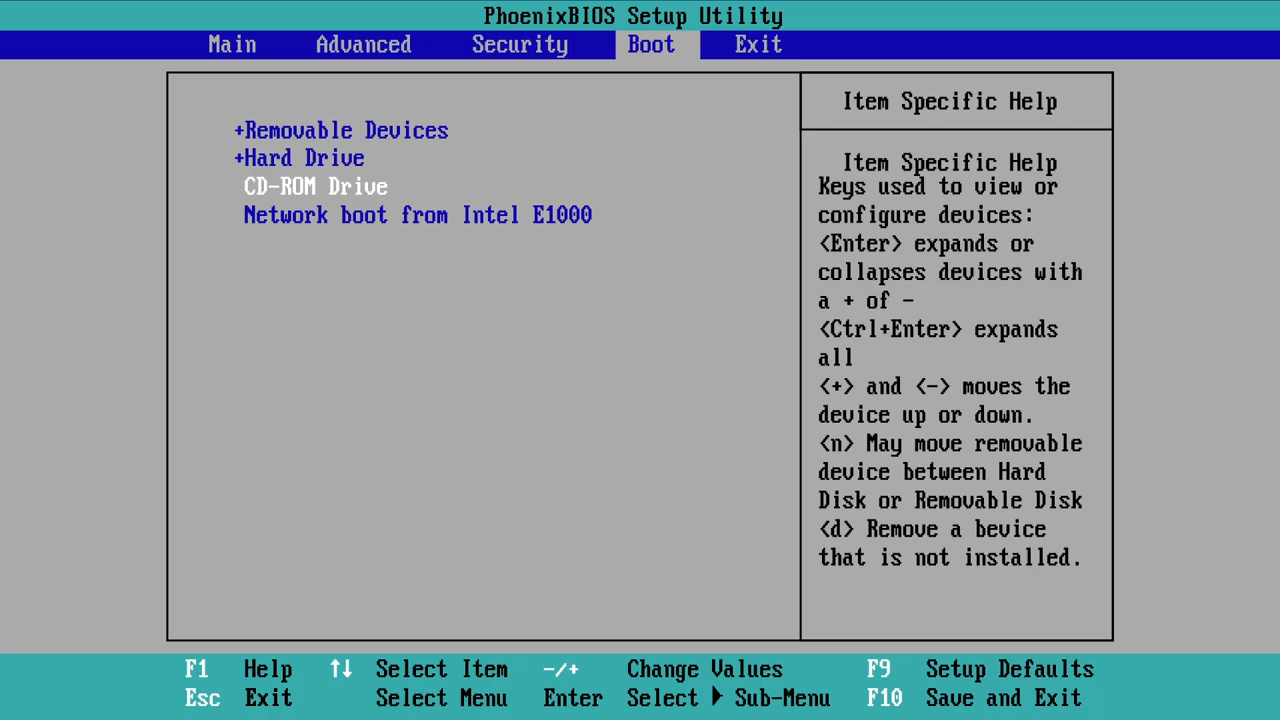 PhoenixBIOS Setup Utility
Main Advanced Security Boot Exit
+Removable Devices
+Hard Drive
CD-ROM Drive
Network boot from Intel E1000
Item Specific Help
Item Specific Help
Keys used to view or
configure devices:
<Enter> expands or
collapses devices with
a + of -
<Ctrl+Enter> expands
all
<+> and <-> moves the
device up or down.
<n> May move removable
device between Hard
Disk or Removable Disk
<d> Remove a bevice
that is not installed.
F1 Help ↑↓ Select Item -/+ Change Values F9 Setup Defaults
Esc Exit Select Menu Enter Select ▶ Sub-Menu F10 Save and Exit